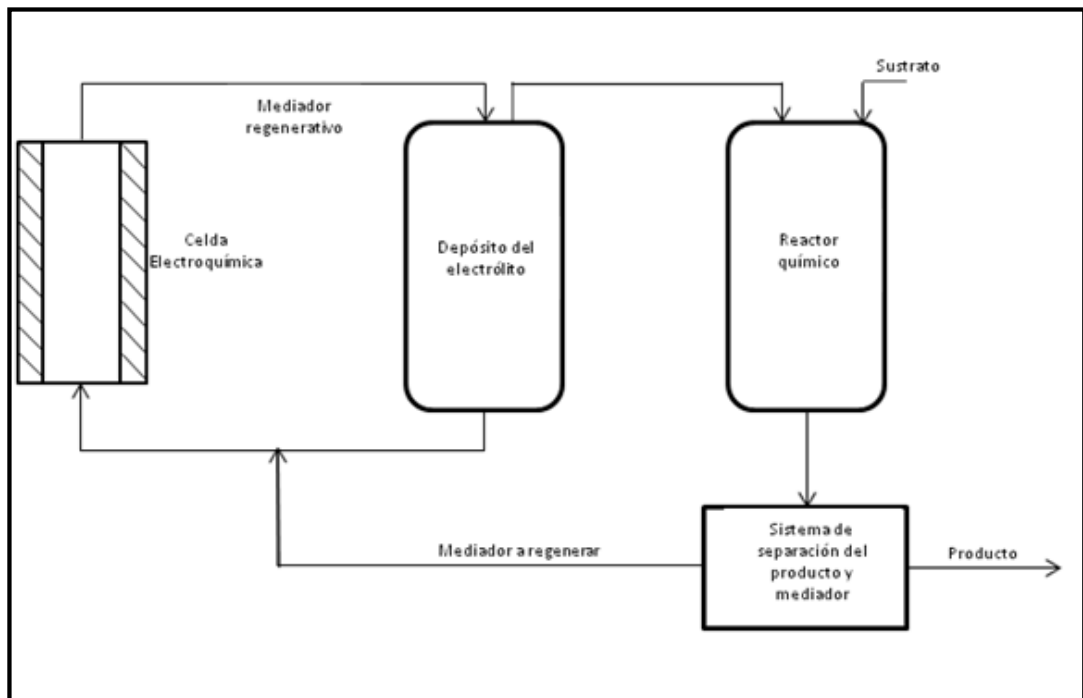 Sustrato
Mediador
regenerativo
Celda
Electroquímica
Depósito del
electrólito
Reactor
químico
Mediador a regenerar
Sistema de
separación del
producto y
mediador
Producto